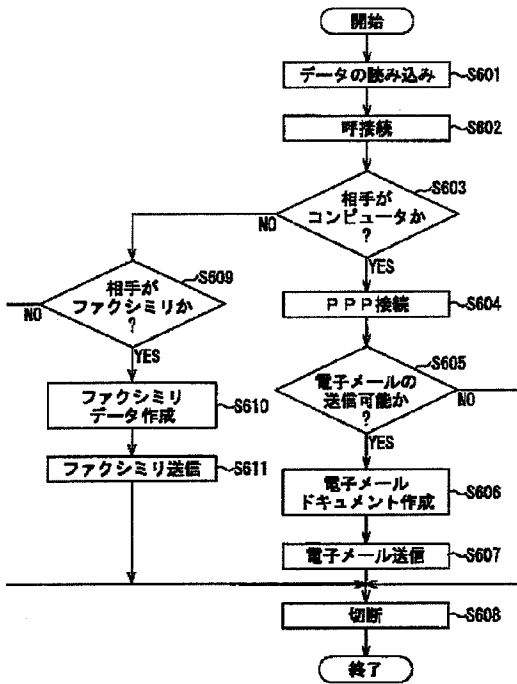 開始
データの読み込み
S601
呼接続
S602
相手が
コンピュータか
?
S603
NO
YES
相手が
ファクシミリか
?
S609
NO
YES
PPP接続
S604
電子メールの
送信可能か
?
S605
NO
YES
ファクシミリ
データ作成
S610
ファクシミリ送信
S611
電子メール
ドキュメント作成
S606
電子メール送信
S607
切断
S608
終了